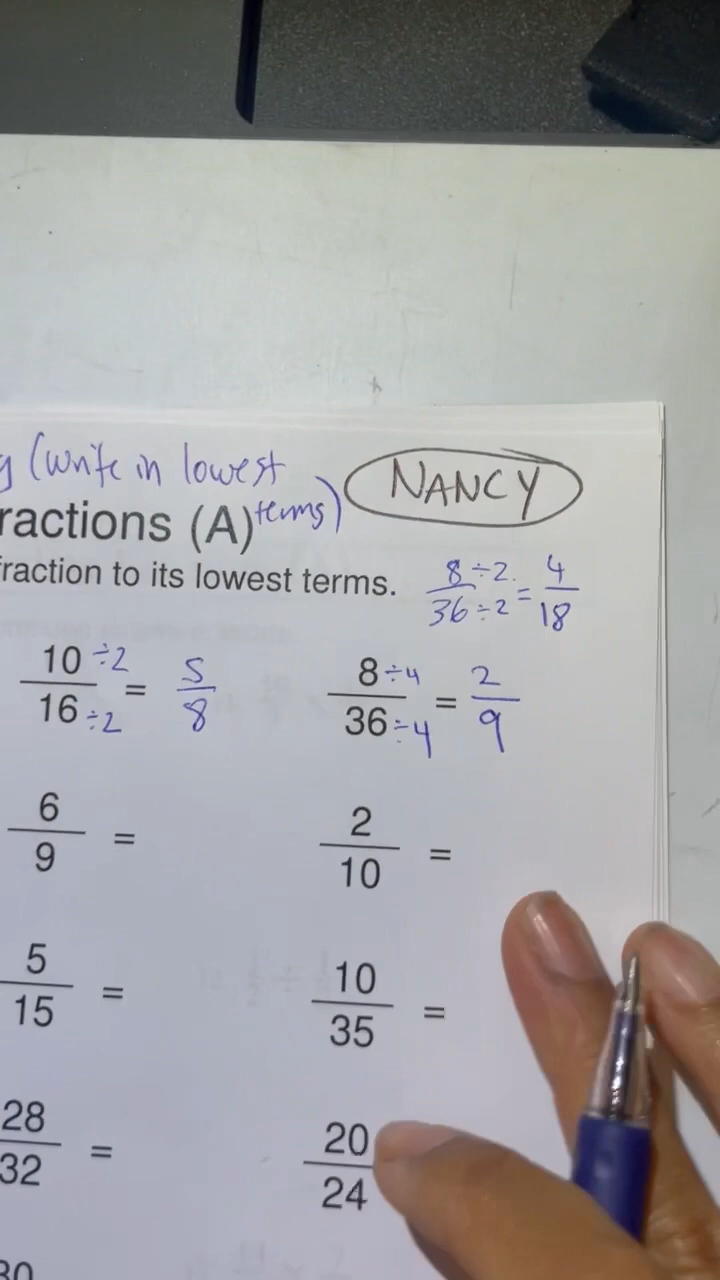 (write in lowest
NANCY
ractions (A) terms)
raction to its lowest terms.
8 ÷2 / 36 ÷2 = 4/18
10 ÷2 / 16 ÷2 = 5/8
8 ÷4 / 36 ÷4 = 2/9
6/9 =
2/10 =
5/15 =
10/35 =
28/32 =
20/24
30